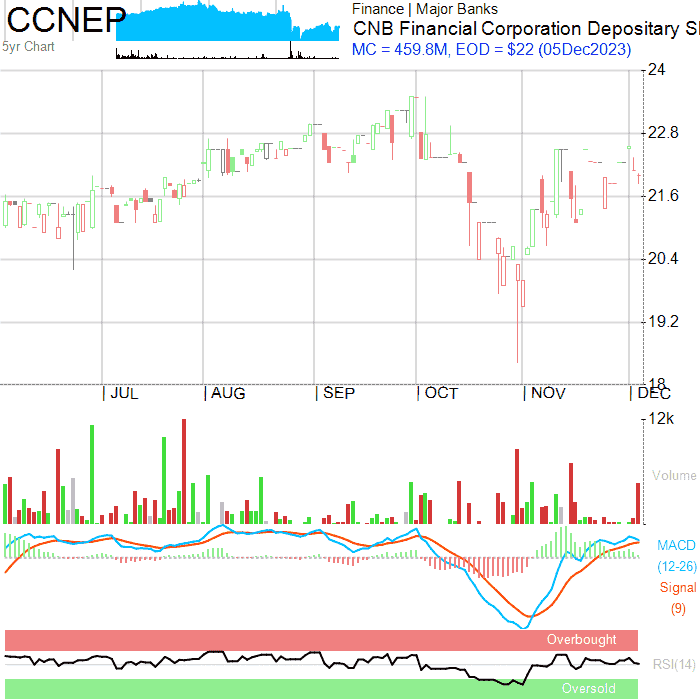 CCNEP
Finance | Major Banks
CNB Financial Corporation Depositary S
5yr Chart
MC = 459.8M, EOD = $22 (05Dec2023)
24
22.8
21.6
20.4
19.2
18
JUL AUG SEP OCT NOV DEC
12k
Volume
MACD
(12-26)
Signal
(9)
Overbought
RSI(14)
Oversold